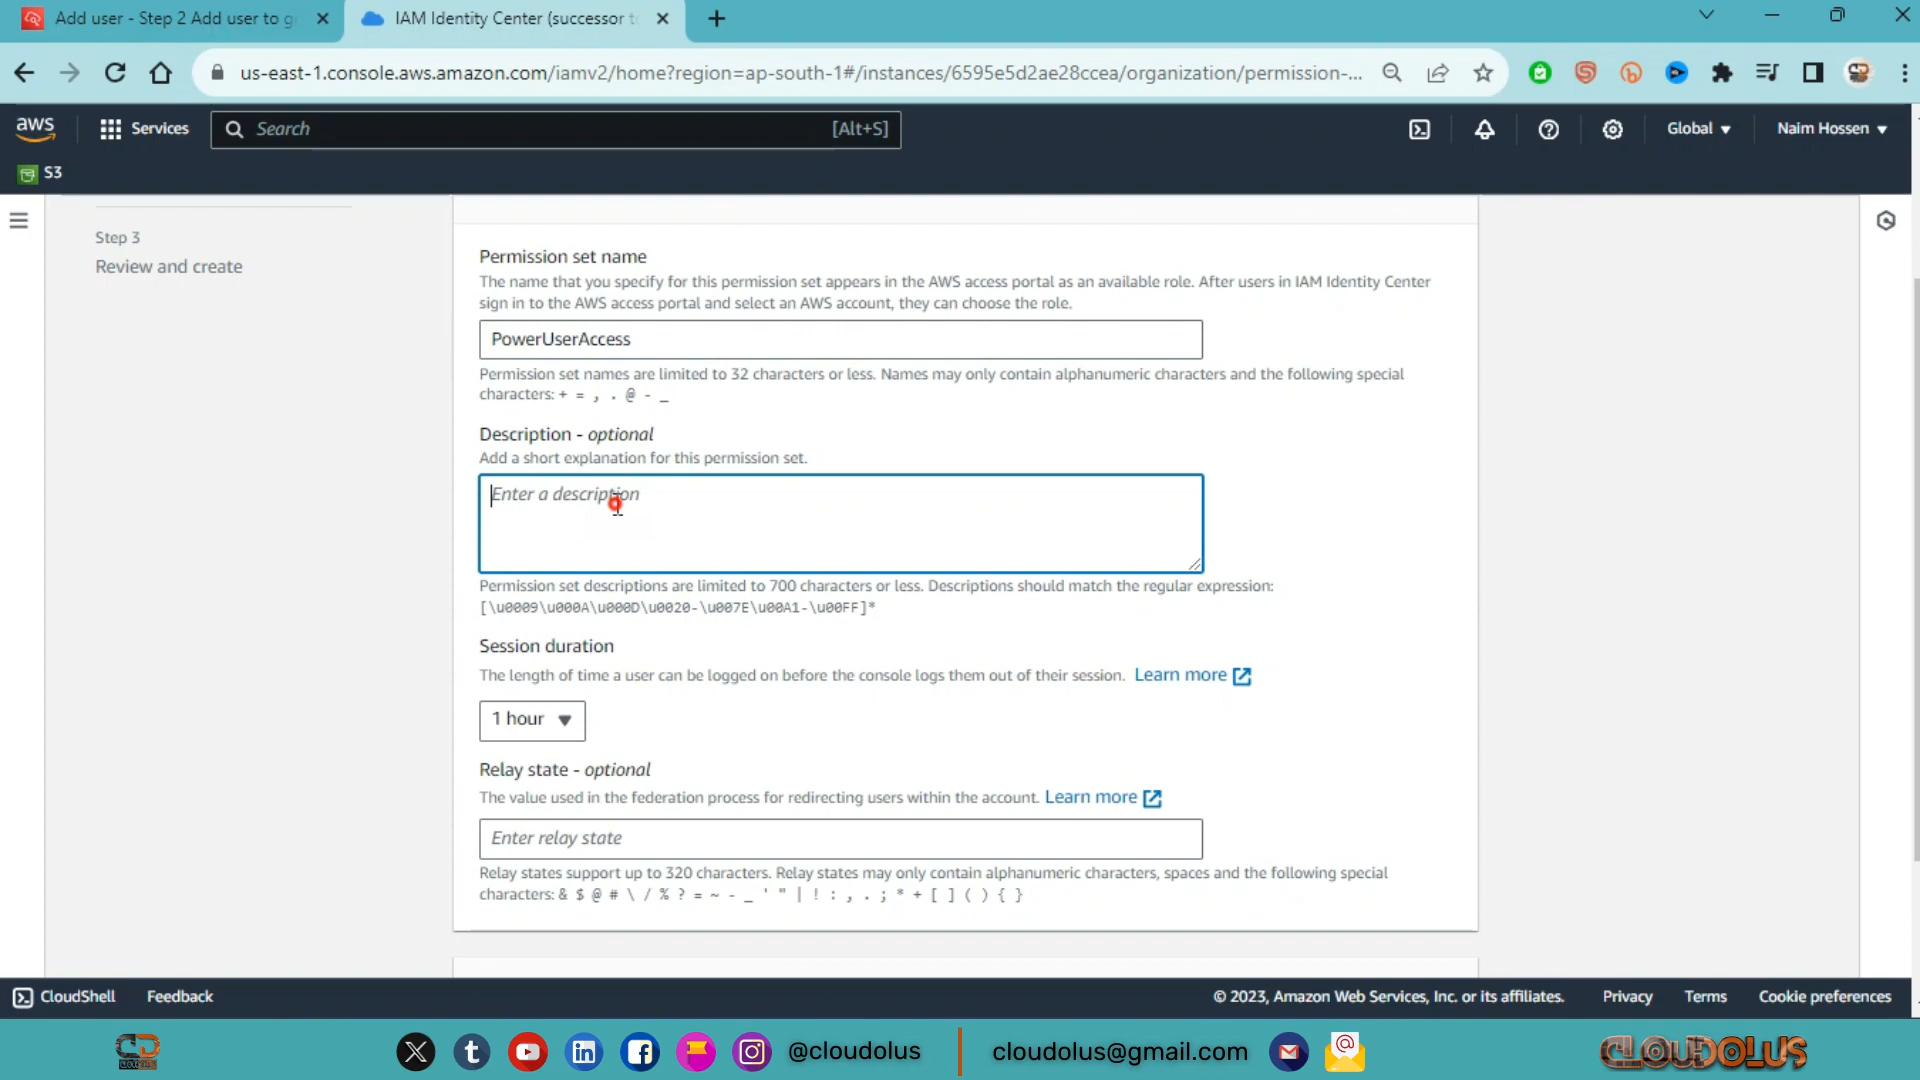 Add user - Step 2 Add user to g
IAM Identity Center (successor t
us-east-1.console.aws.amazon.com/iamv2/home?region=ap-south-1#/instances/6595e5d2ae28ccea/organization/permission-...
aws
Services
Search
[Alt+S]
Global
Naim Hossen
S3
Step 3
Review and create
Permission set name
The name that you specify for this permission set appears in the AWS access portal as an available role. After users in IAM Identity Center
sign in to the AWS access portal and select an AWS account, they can choose the role.
PowerUserAccess
Permission set names are limited to 32 characters or less. Names may only contain alphanumeric characters and the following special
characters: + = , . @ - _
Description - optional
Add a short explanation for this permission set.
Enter a description
Permission set descriptions are limited to 700 characters or less. Descriptions should match the regular expression:
[\u0009\u000A\u000D\u0020-\u007E\u00A1-\u00FF]*
Session duration
The length of time a user can be logged on before the console logs them out of their session. Learn more
1 hour
Relay state - optional
The value used in the federation process for redirecting users within the account. Learn more
Enter relay state
Relay states support up to 320 characters. Relay states may only contain alphanumeric characters, spaces and the following special
characters: & $ @ # \ / % ? = ~ - _ ' " | ! : , . ; * + [ ] ( ) { }
CloudShell
Feedback
© 2023, Amazon Web Services, Inc. or its affiliates.
Privacy
Terms
Cookie preferences
@cloudolus
cloudolus@gmail.com
CLOUDOLUS